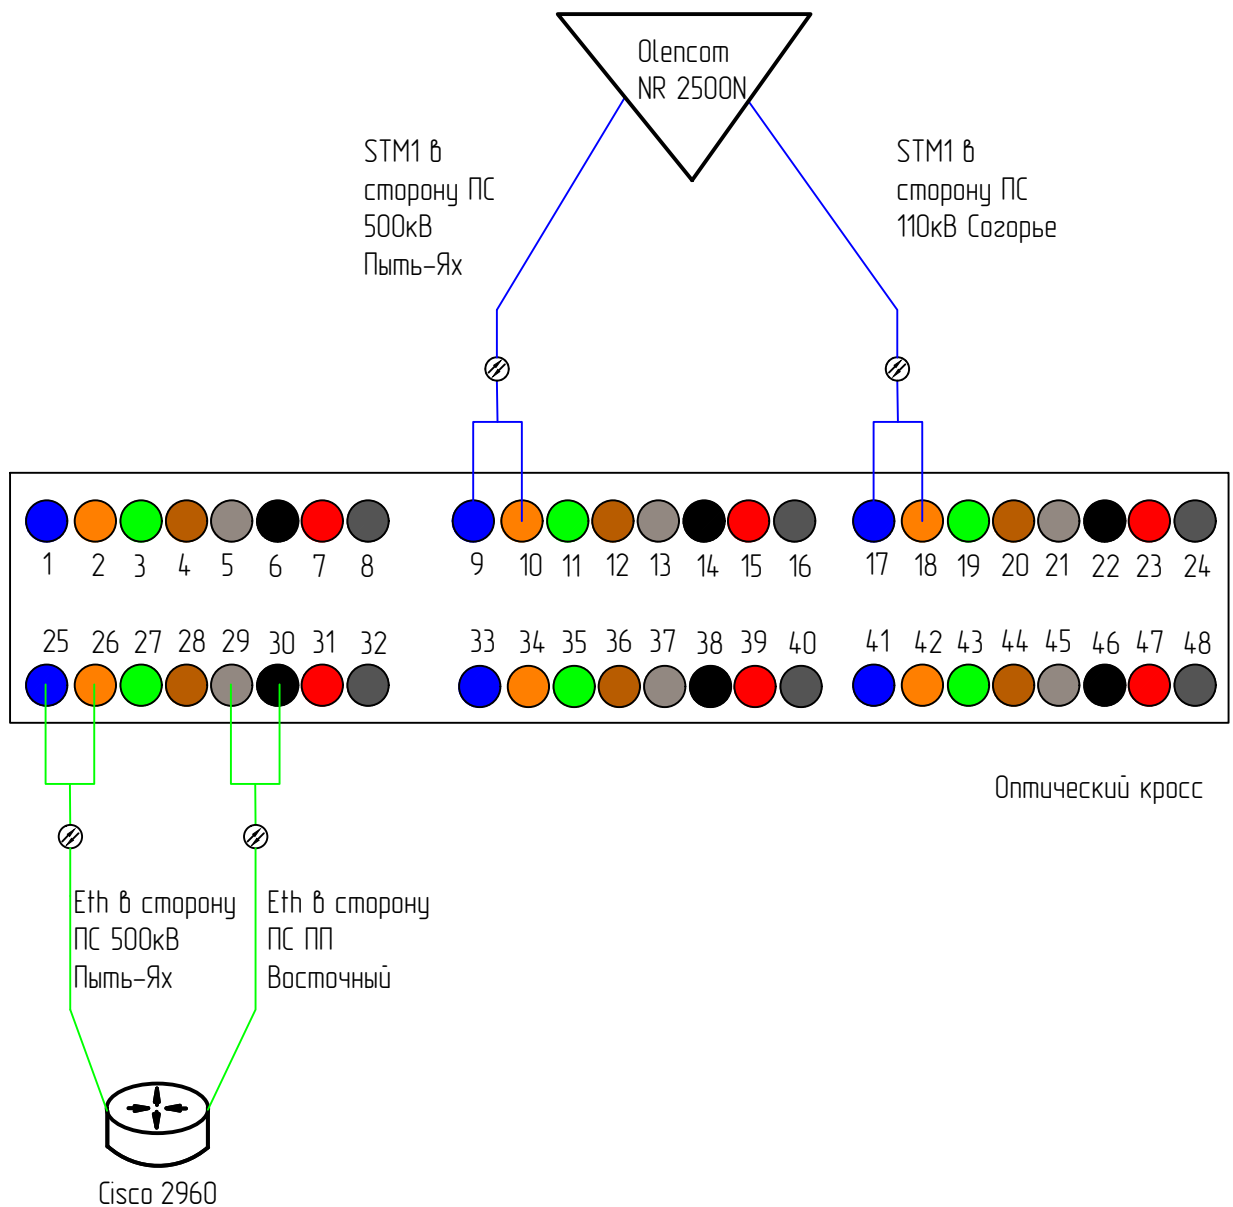 Olencom
NR 2500N
STM1 в
сторону ПС
500кВ
Пыть-Ях
STM1 в
сторону ПС
110кВ Согорье
1 2 3 4 5 6 7 8 9 10 11 12 13 14 15 16 17 18 19 20 21 22 23 24
25 26 27 28 29 30 31 32 33 34 35 36 37 38 39 40 41 42 43 44 45 46 47 48
Оптический кросс
Eth в сторону
ПС 500кВ
Пыть-Ях
Eth в сторону
ПС ПП
Восточный
Cisco 2960